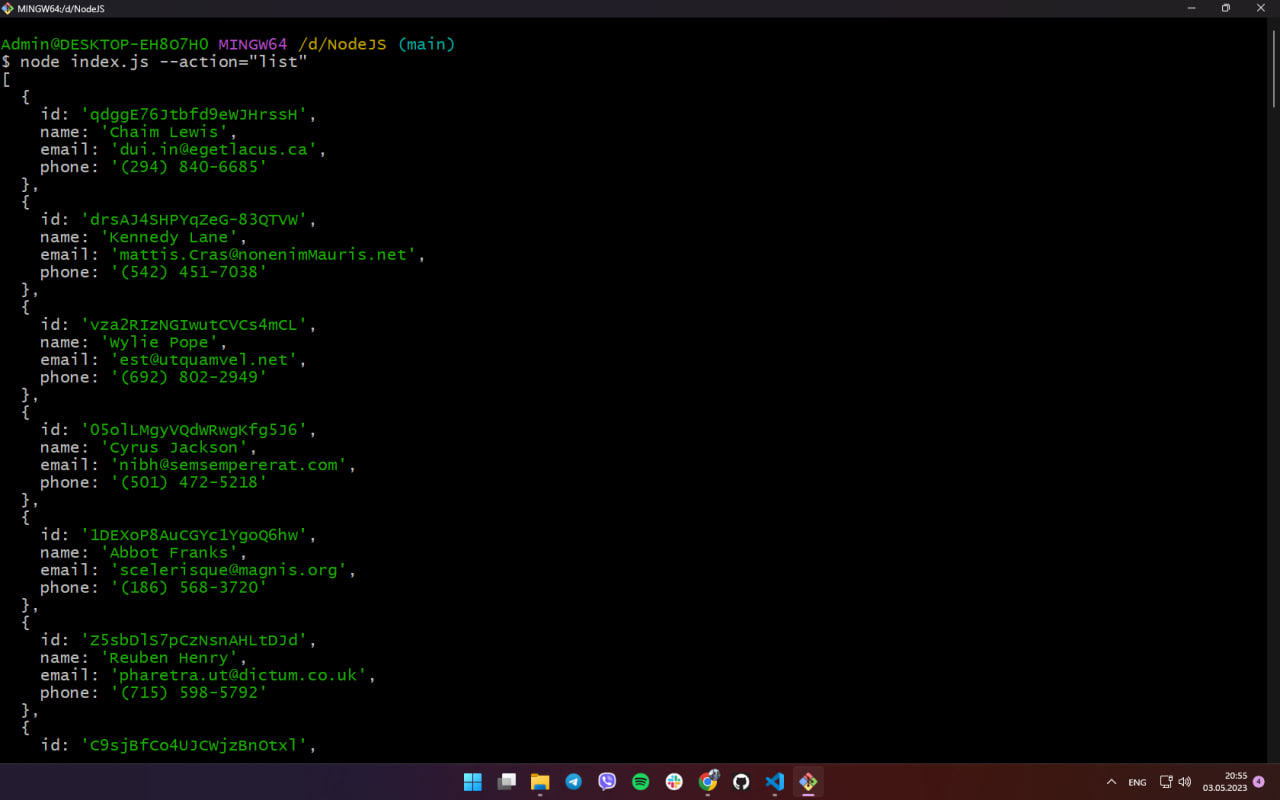 MINGW64:/d/NodeJS
Admin@DESKTOP-EH8O7H0 MINGW64 /d/NodeJS (main)
$ node index.js --action="list"
[
  {
    id: 'qdggE76Jtbfd9eWJHrssH',
    name: 'Chaim Lewis',
    email: 'dui.in@egetlacus.ca',
    phone: '(294) 840-6685'
  },
  {
    id: 'drsAJ4SHPYqZeG-83QTVW',
    name: 'Kennedy Lane',
    email: 'mattis.Cras@nonenimMauris.net',
    phone: '(542) 451-7038'
  },
  {
    id: 'vza2RIzNGIwutCVCs4mCL',
    name: 'Wylie Pope',
    email: 'est@utquamvel.net',
    phone: '(692) 802-2949'
  },
  {
    id: '05olLMgyVQdWRwgKfg5J6',
    name: 'Cyrus Jackson',
    email: 'nibh@semsempererat.com',
    phone: '(501) 472-5218'
  },
  {
    id: '1DEXoP8AuCGYc1YgoQ6hw',
    name: 'Abbot Franks',
    email: 'scelerisque@magnis.org',
    phone: '(186) 568-3720'
  },
  {
    id: 'Z5sbDlS7pCzNsnAHLtDJd',
    name: 'Reuben Henry',
    email: 'pharetra.ut@dictum.co.uk',
    phone: '(715) 598-5792'
  },
  {
    id: 'C9sjBfCo4UJCWjzBnOtxl',
ENG
20:55
03.05.2023
4